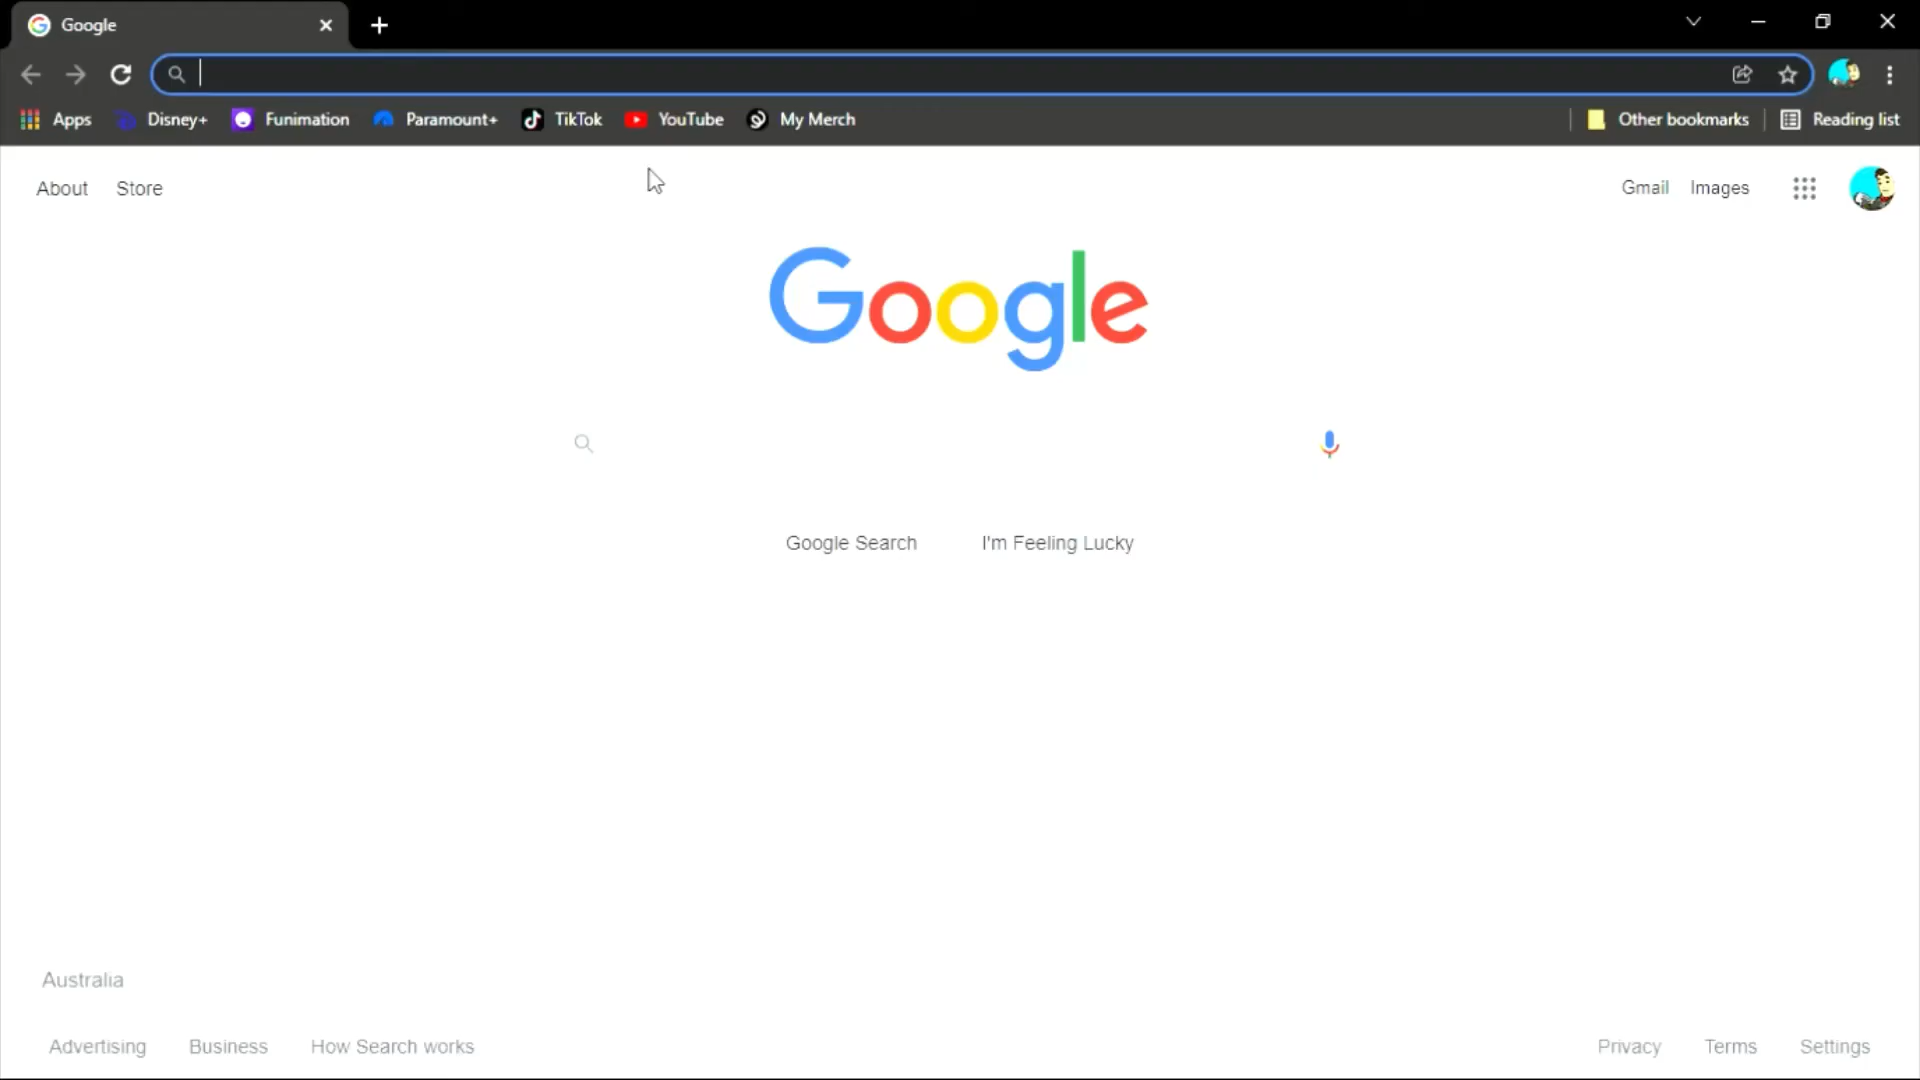 Google
Apps Disney+ Funimation Paramount+ TikTok YouTube My Merch Other bookmarks Reading list
About Store Gmail Images
Google
Google Search I'm Feeling Lucky
Australia
Advertising Business How Search works Privacy Terms Settings